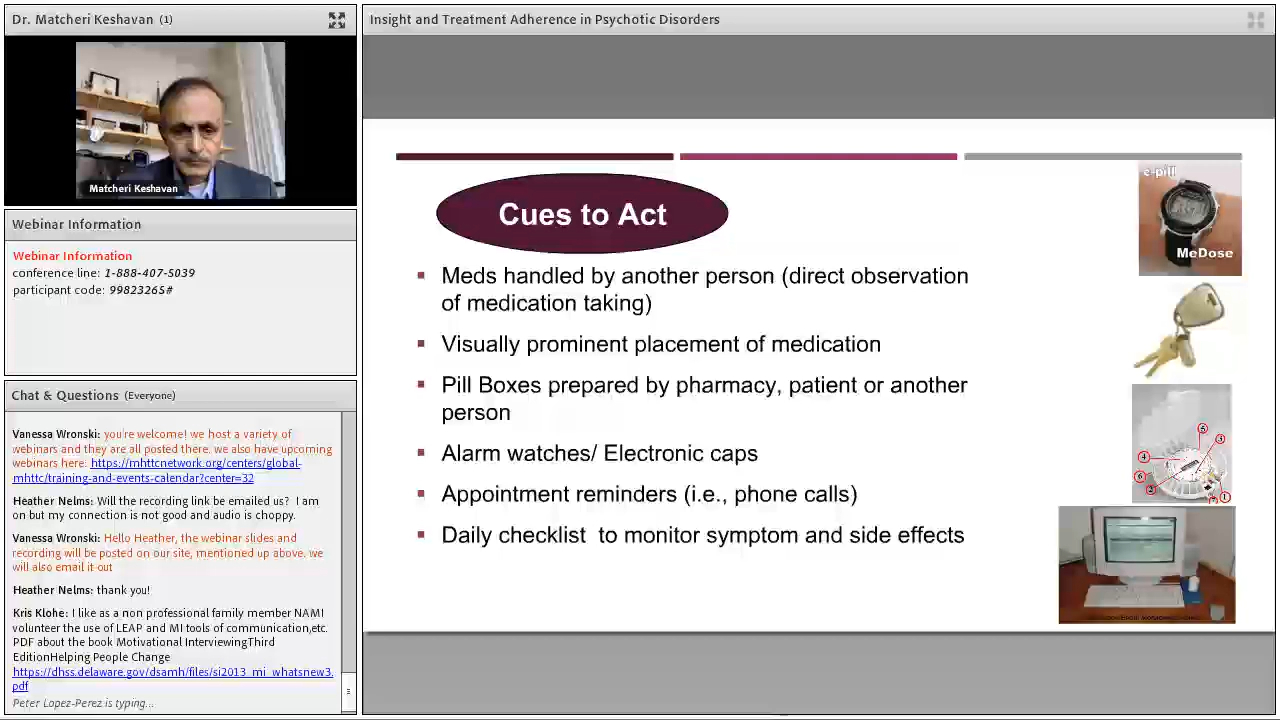 Dr. Matcheri Keshavan (1)
Matcheri Keshavan
Webinar Information
Webinar Information
conference line: 1-888-407-5039
participant code: 99823265#
Chat & Questions (Everyone)
Vanessa Wronski: you're welcome! we host a variety of
webinars and they are all posted there. we also have upcoming
webinars here: https://mhttcnetwork.org/centers/global-
mhttc/training-and-events-calendar?center=32
Heather Nelms: Will the recording link be emailed us? I am
on but my connection is not good and audio is choppy.
Vanessa Wronski: Hello Heather, the webinar slides and
recording will be posted on our site, mentioned up above. we
will also email it out
Heather Nelms: thank you!
Kris Klohe: I like as a non professional family member NAMI
volunteer the use of LEAP and MI tools of communication,etc.
PDF about the book Motivational InterviewingThird
EditionHelping People Change
https://dhss.delaware.gov/dsamh/files/si2013_mi_whatsnew3.
pdf
Peter Lopez-Perez is typing...
Insight and Treatment Adherence in Psychotic Disorders
Cues to Act
Meds handled by another person (direct observation
of medication taking)
Visually prominent placement of medication
Pill Boxes prepared by pharmacy, patient or another
person
Alarm watches/ Electronic caps
Appointment reminders (i.e., phone calls)
Daily checklist to monitor symptom and side effects
e-pill
MeDose
5
3
4
6
2
1